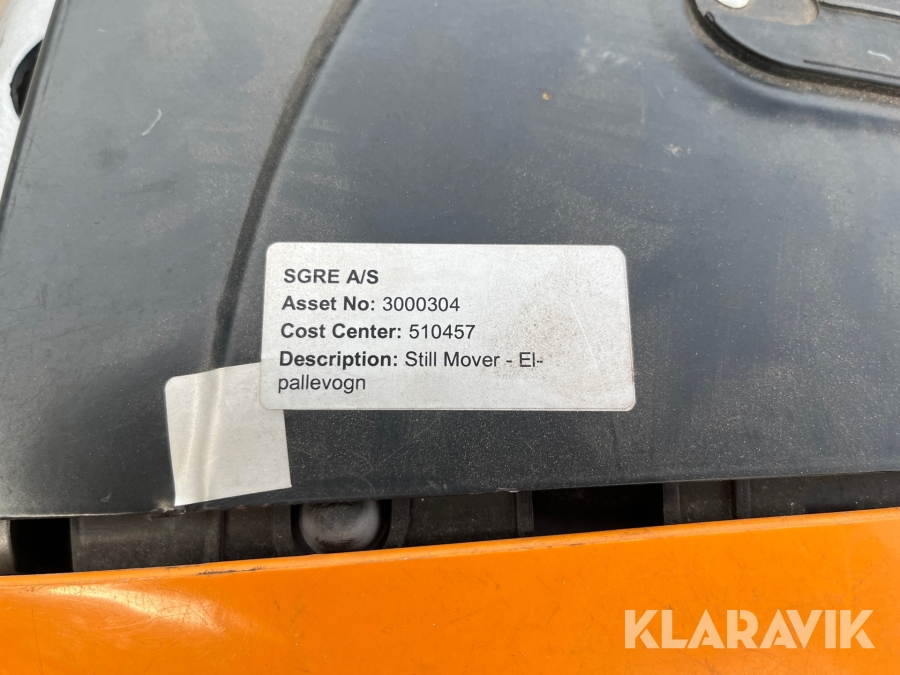 SGRE A/S
Asset No: 3000304
Cost Center: 510457
Description: Still Mover - El-
pallevogn
KLARAVIK